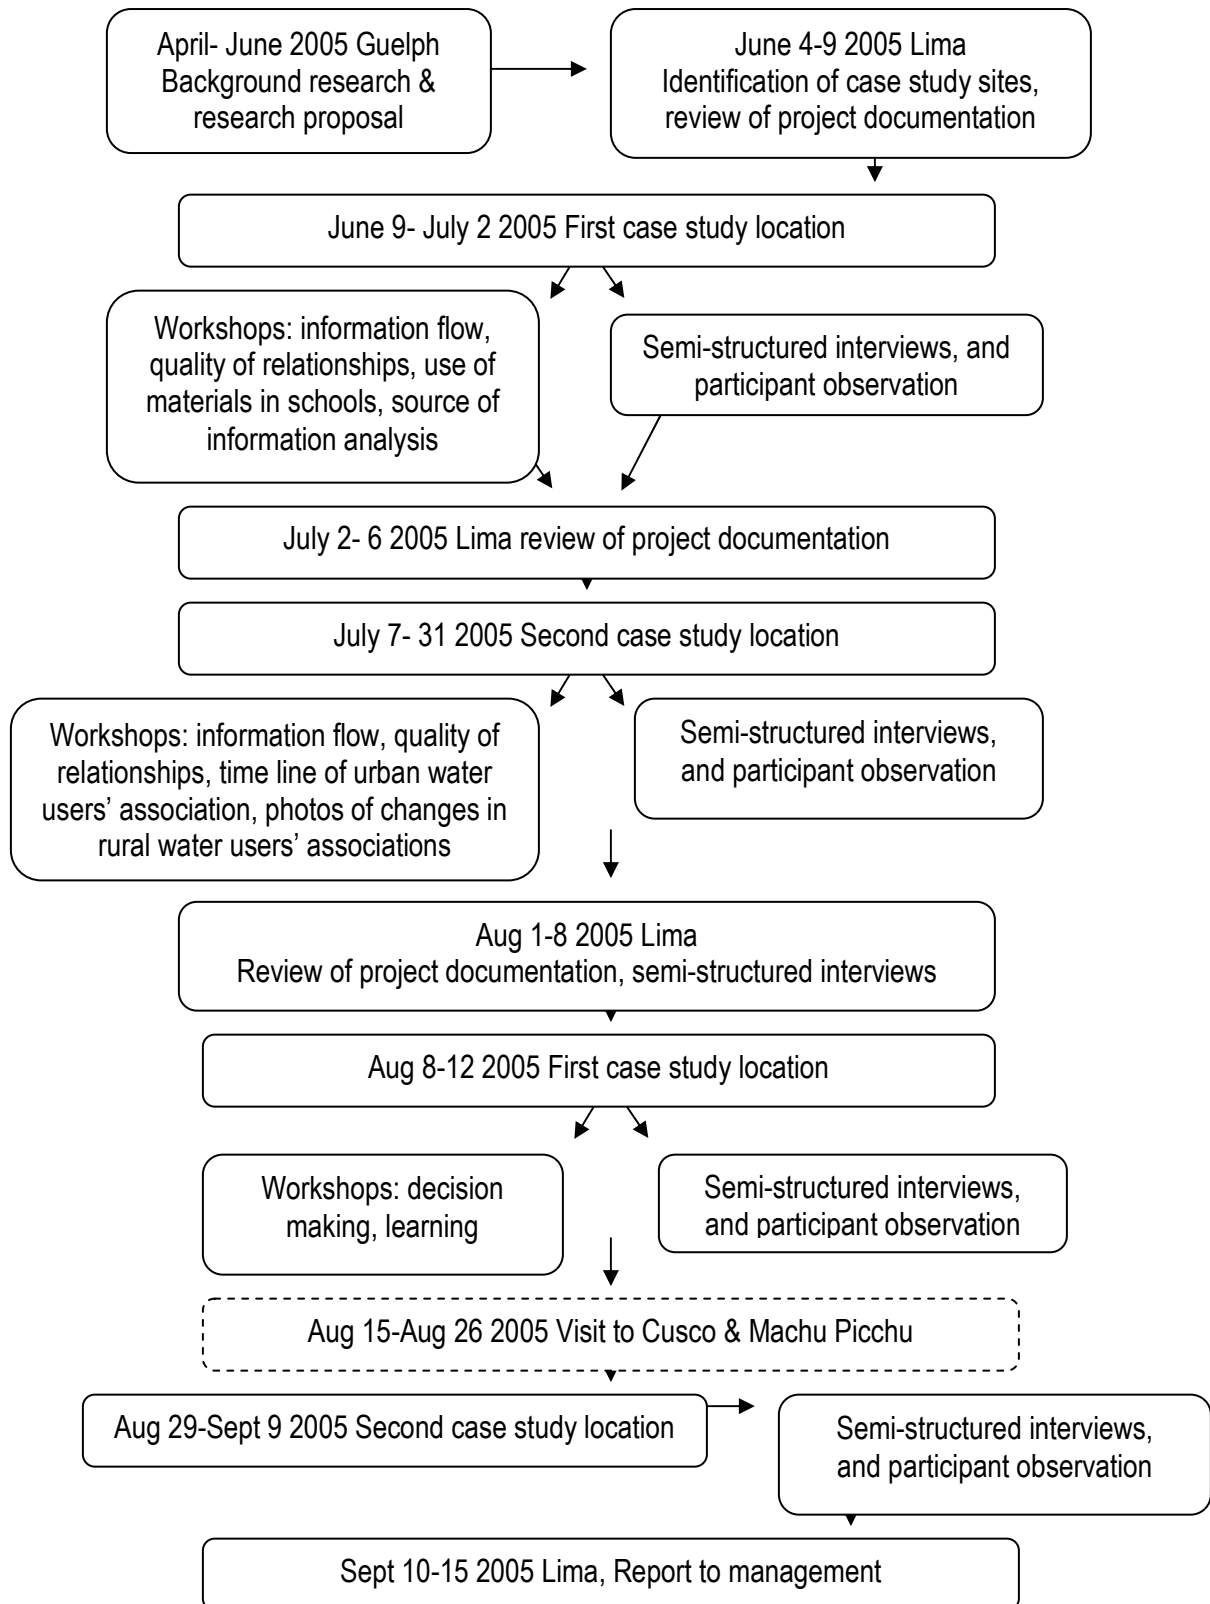 April- June 2005 Guelph
Background research &
research proposal
June 4-9 2005 Lima
Identification of case study sites,
review of project documentation
June 9- July 2 2005 First case study location
Workshops: information flow,
quality of relationships, use of
materials in schools, source of
information analysis
Semi-structured interviews, and
participant observation
July 2- 6 2005 Lima review of project documentation
July 7- 31 2005 Second case study location
Workshops: information flow, quality of
relationships, time line of urban water
users’ association, photos of changes in
rural water users’ associations
Semi-structured interviews,
and participant observation
Aug 1-8 2005 Lima
Review of project documentation, semi-structured interviews
Aug 8-12 2005 First case study location
Workshops: decision
making, learning
Semi-structured interviews,
and participant observation
Aug 15-Aug 26 2005 Visit to Cusco & Machu Picchu
Aug 29-Sept 9 2005 Second case study location
Semi-structured interviews,
and participant observation
Sept 10-15 2005 Lima, Report to management